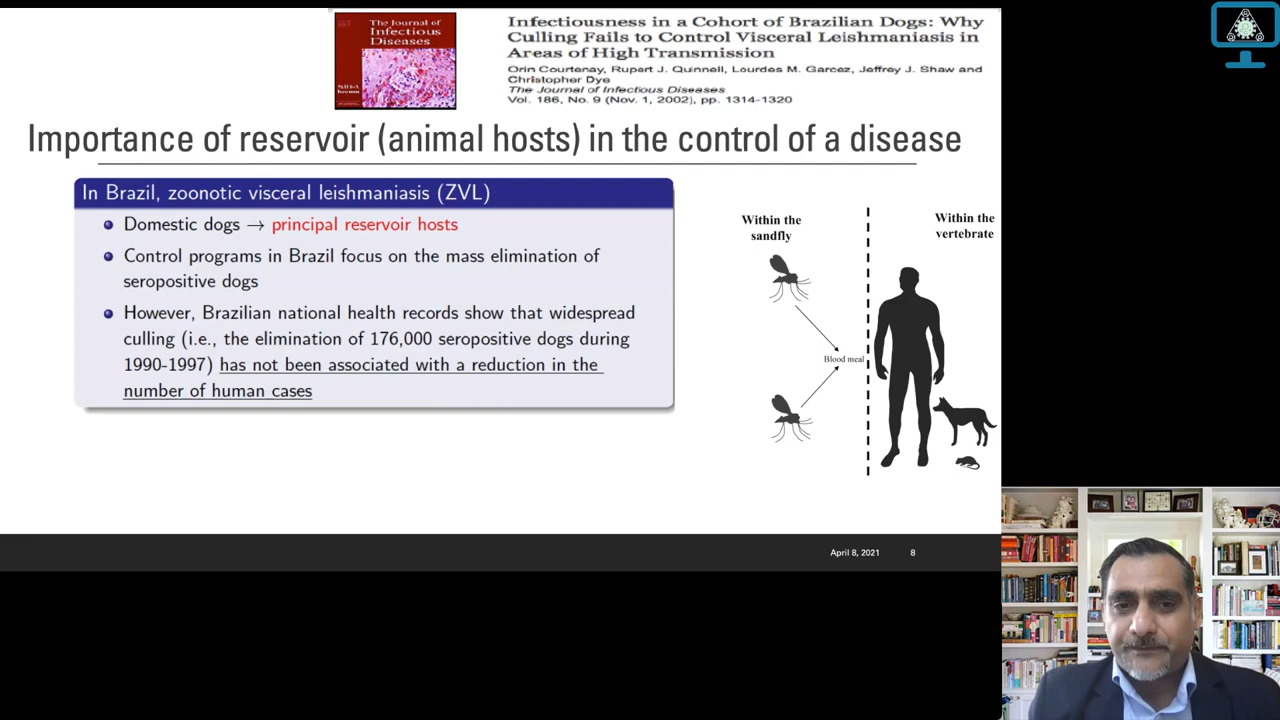 The Journal of
Infectious
Diseases
Infectiousness in a Cohort of Brazilian Dogs: Why
Culling Fails to Control Visceral Leishmaniasis in
Areas of High Transmission
Orin Courtenay, Rupert J. Quinnell, Lourdes M. Garcez, Jeffrey J. Shaw and
Christopher Dye
The Journal of Infectious Diseases
Vol. 186, No. 9 (Nov. 1, 2002), pp. 1314-1320
Importance of reservoir (animal hosts) in the control of a disease
In Brazil, zoonotic visceral leishmaniasis (ZVL)
Domestic dogs → principal reservoir hosts
Control programs in Brazil focus on the mass elimination of
seropositive dogs
However, Brazilian national health records show that widespread
culling (i.e., the elimination of 176,000 seropositive dogs during
1990-1997) has not been associated with a reduction in the
number of human cases
Within the
sandfly
Within the
vertebrate
Blood meal
April 8, 2021
8